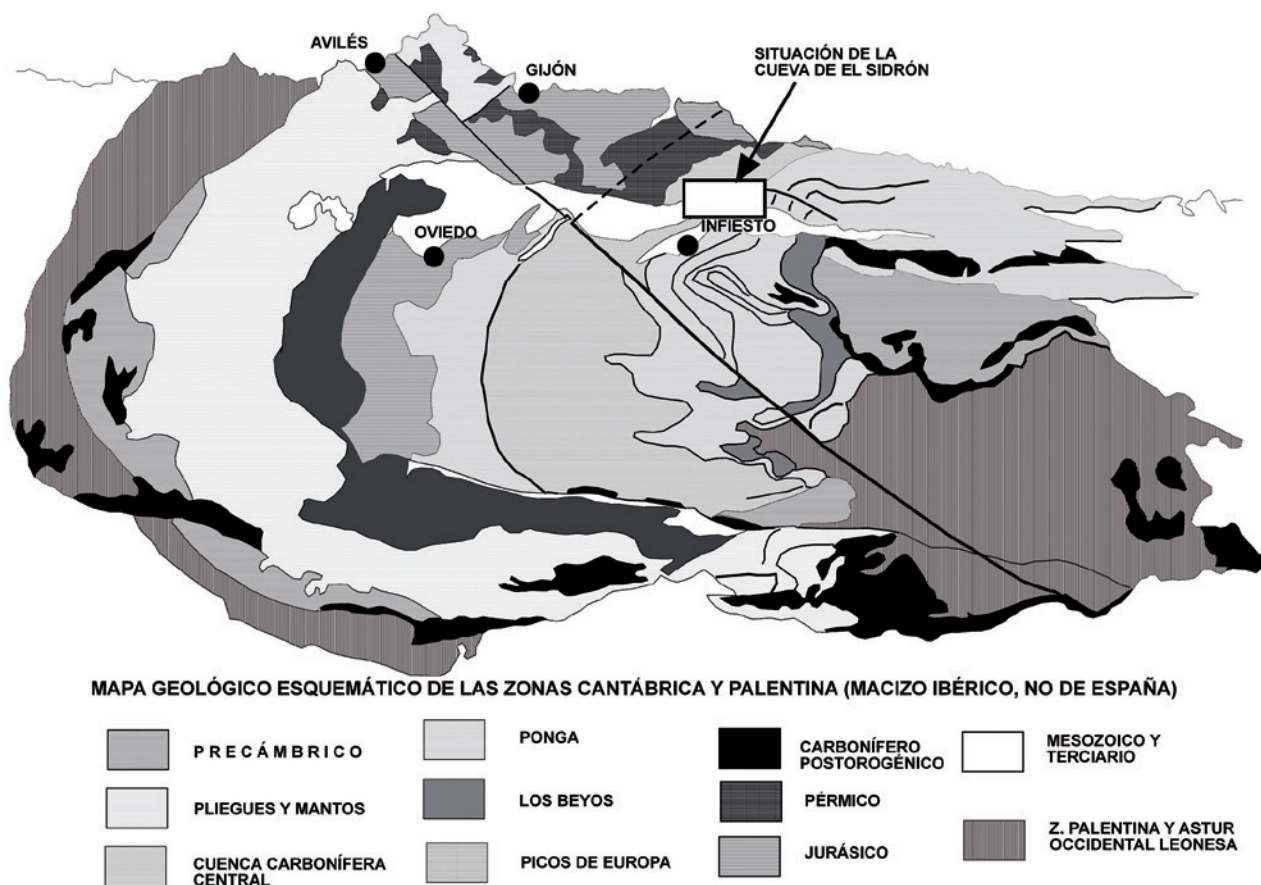 AVILÉS
GIJÓN
SITUACIÓN DE LA
CUEVA DE EL SIDRÓN
OVIEDO
INFIESTO
MAPA GEOLÓGICO ESQUEMÁTICO DE LAS ZONAS CANTÁBRICA Y PALENTINA (MACIZO IBÉRICO, NO DE ESPAÑA)
PRECÁMBRICO
PLIEGUES Y MANTOS
CUENCA CARBONÍFERA
CENTRAL
PONGA
LOS BEYOS
PICOS DE EUROPA
CARBONÍFERO
POSTOROGÉNICO
PÉRMICO
JURÁSICO
MESOZOICO Y
TERCIARIO
Z. PALENTINA Y ASTUR
OCCIDENTAL LEONESA